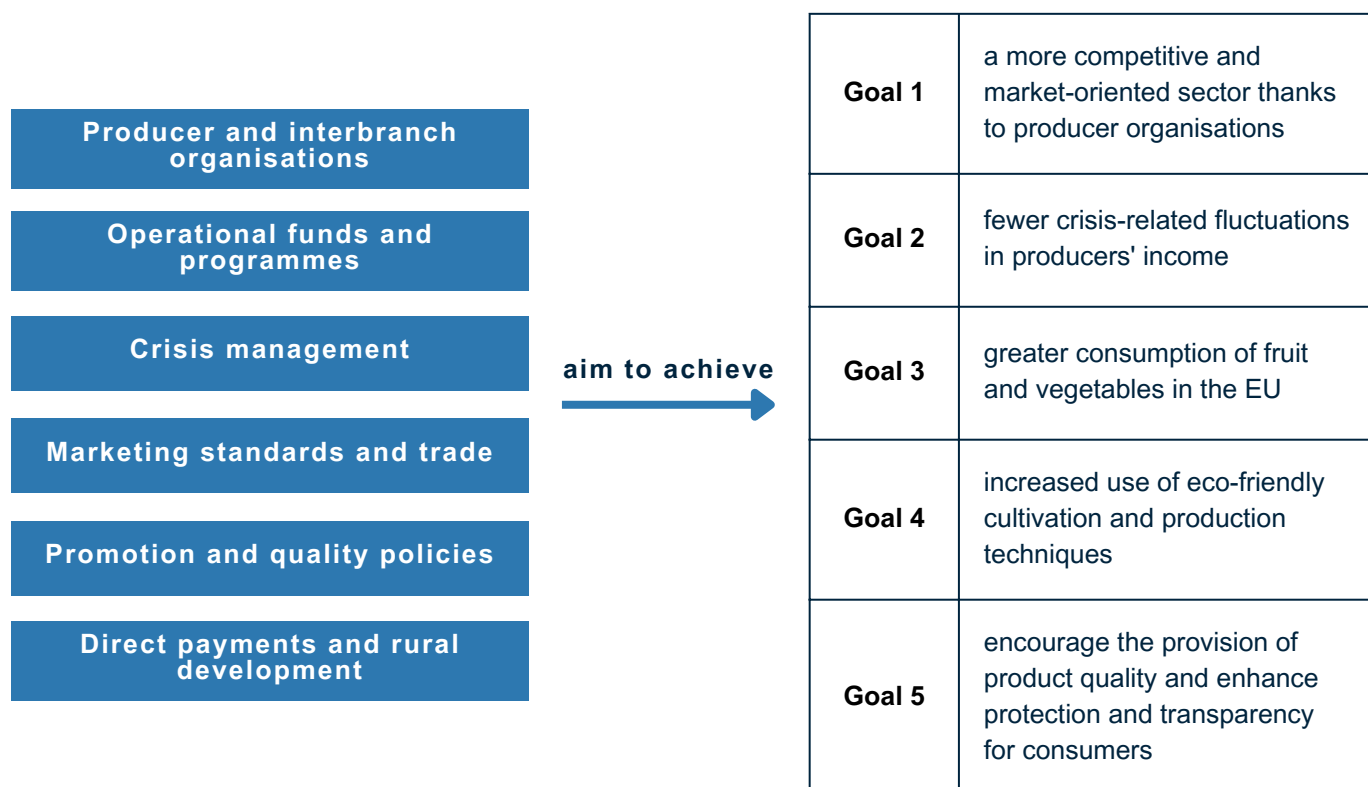 Producer and interbranch
organisations
Operational funds and
programmes
Crisis management
Marketing standards and trade
Promotion and quality policies
Direct payments and rural
development
aim to achieve
Goal 1
a more competitive and
market-oriented sector thanks
to producer organisations
Goal 2
fewer crisis-related fluctuations
in producers' income
Goal 3
greater consumption of fruit
and vegetables in the EU
Goal 4
increased use of eco-friendly
cultivation and production
techniques
Goal 5
encourage the provision of
product quality and enhance
protection and transparency
for consumers